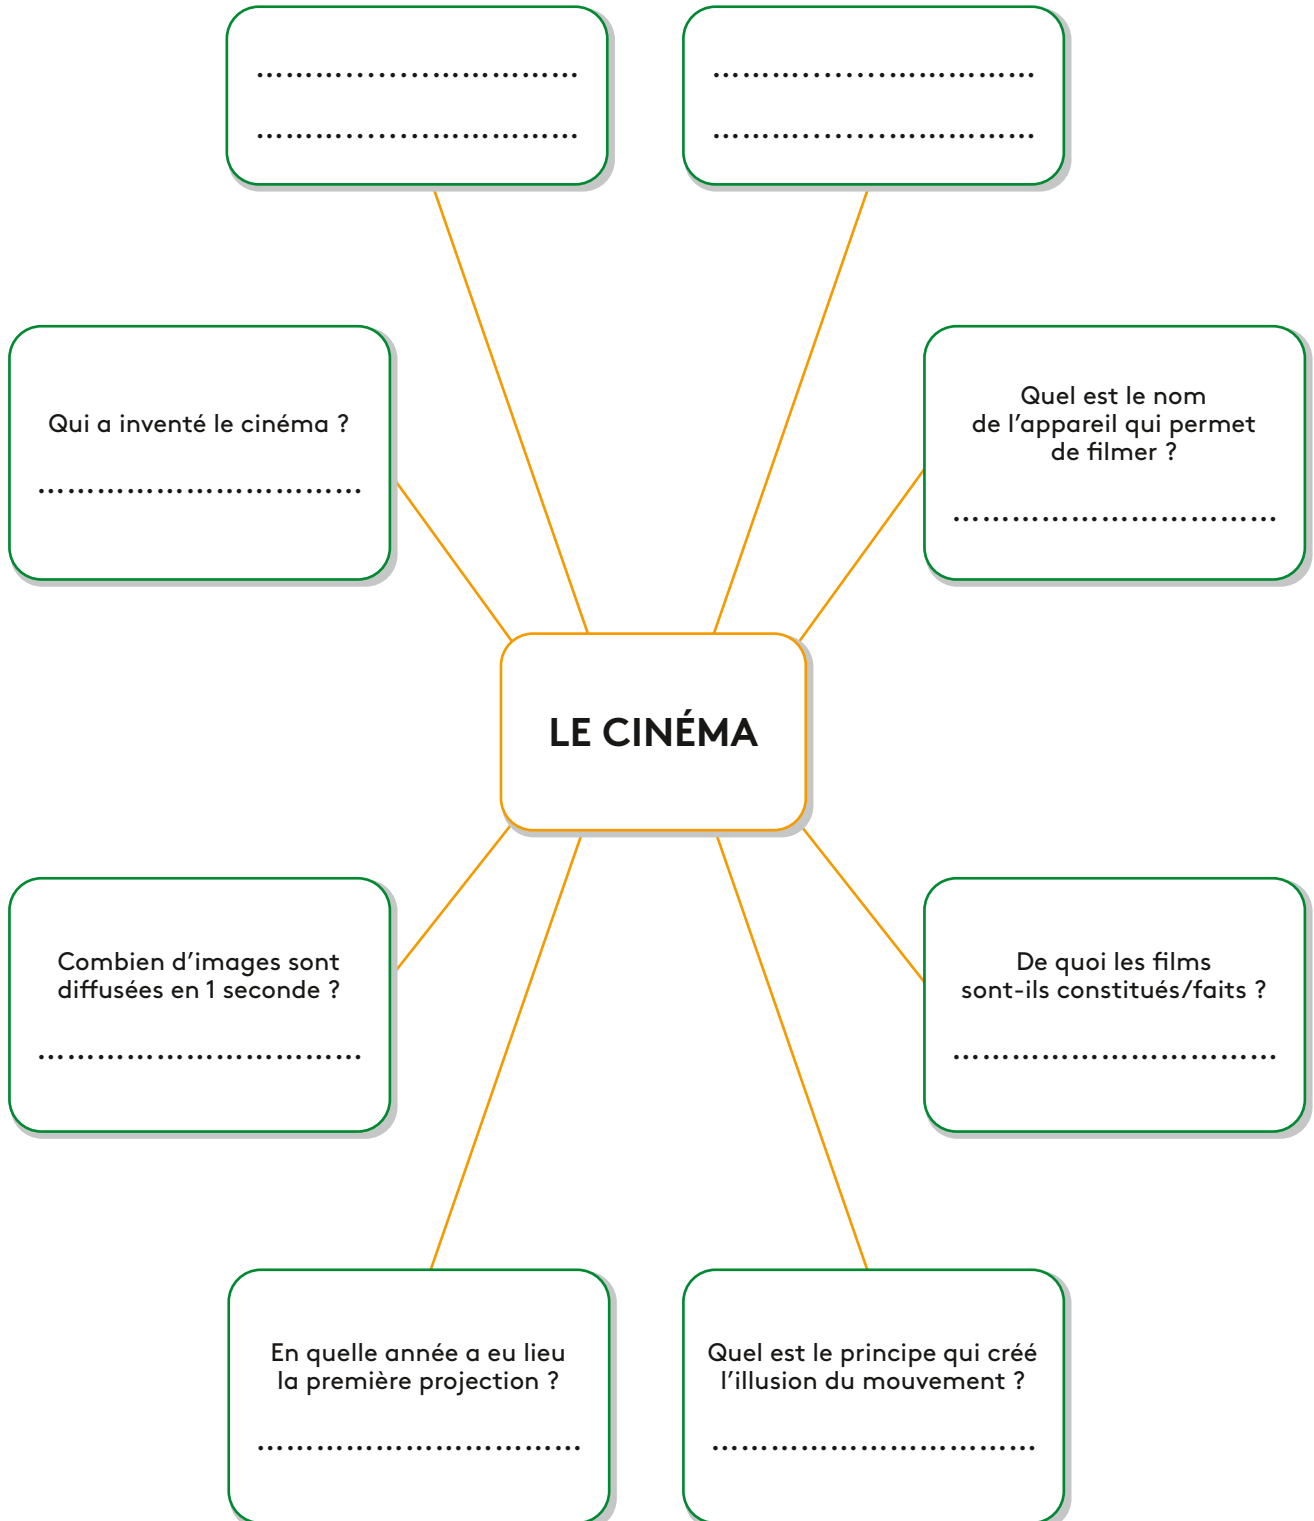 ................................
................................
................................
................................
Qui a inventé le cinéma ?
................................
Quel est le nom
de l’appareil qui permet
de filmer ?
................................
LE CINÉMA
Combien d’images sont
diffusées en 1 seconde ?
................................
De quoi les films
sont-ils constitués/faits ?
................................
En quelle année a eu lieu
la première projection ?
................................
Quel est le principe qui créé
l’illusion du mouvement ?
................................